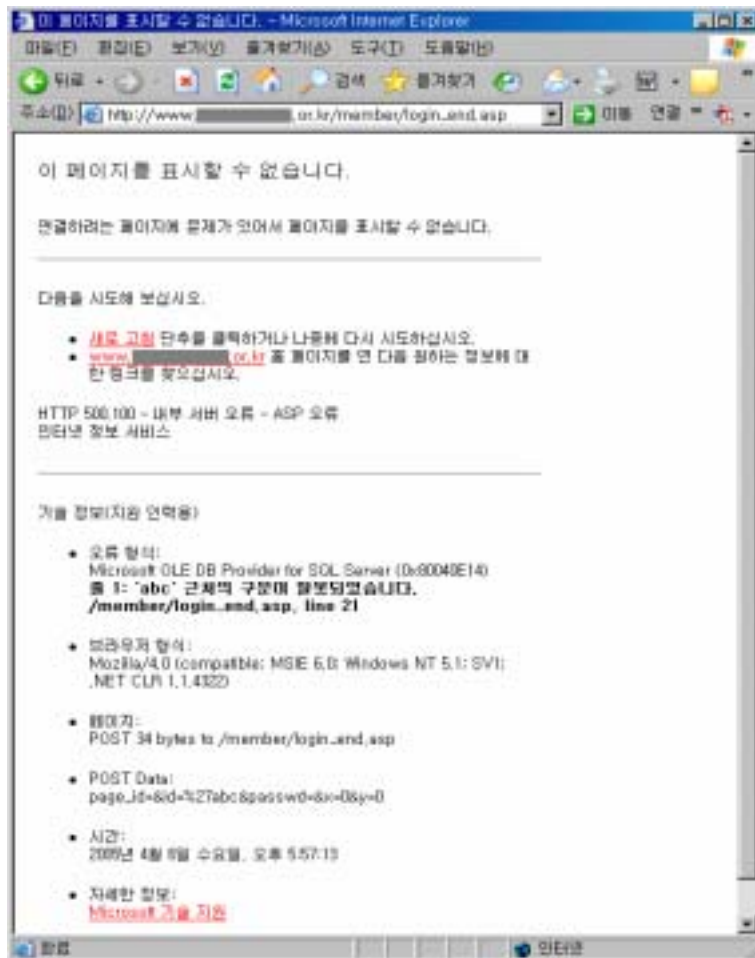 이 페이지를 표시할 수 없습니다. - Microsoft Internet Explorer
파일(F) 편집(E) 보기(V) 즐겨찾기(A) 도구(T) 도움말(H)
뒤로 검색 즐겨찾기
주소(D) http://www. .or.kr/member/login_end.asp 이동 연결
이 페이지를 표시할 수 없습니다.
연결하려는 페이지에 문제가 있어서 페이지를 표시할 수 없습니다.
다음을 시도해 보십시오.
새로 고침 단추를 클릭하거나 나중에 다시 시도하십시오.
www. .or.kr 홈 페이지를 연 다음 원하는 정보에 대
한 링크를 찾으십시오.
HTTP 500.100 - 내부 서버 오류 - ASP 오류
인터넷 정보 서비스
기술 정보(지원 인력용)
오류 형식:
Microsoft OLE DB Provider for SQL Server (0x80040E14)
줄 1: 'abc' 근처의 구문이 잘못되었습니다.
/member/login_end.asp, line 21
브라우저 형식:
Mozilla/4.0 (compatible; MSIE 6.0; Windows NT 5.1; SV1;
.NET CLR 1.1.4322)
페이지:
POST 34 bytes to /member/login_end.asp
POST Data:
page_id=&id=%27abc&passwd=&x=0&y=0
시간:
2005년 4월 6일 수요일, 오후 5:57:13
자세한 정보:
Microsoft 기술 지원
완료 인터넷